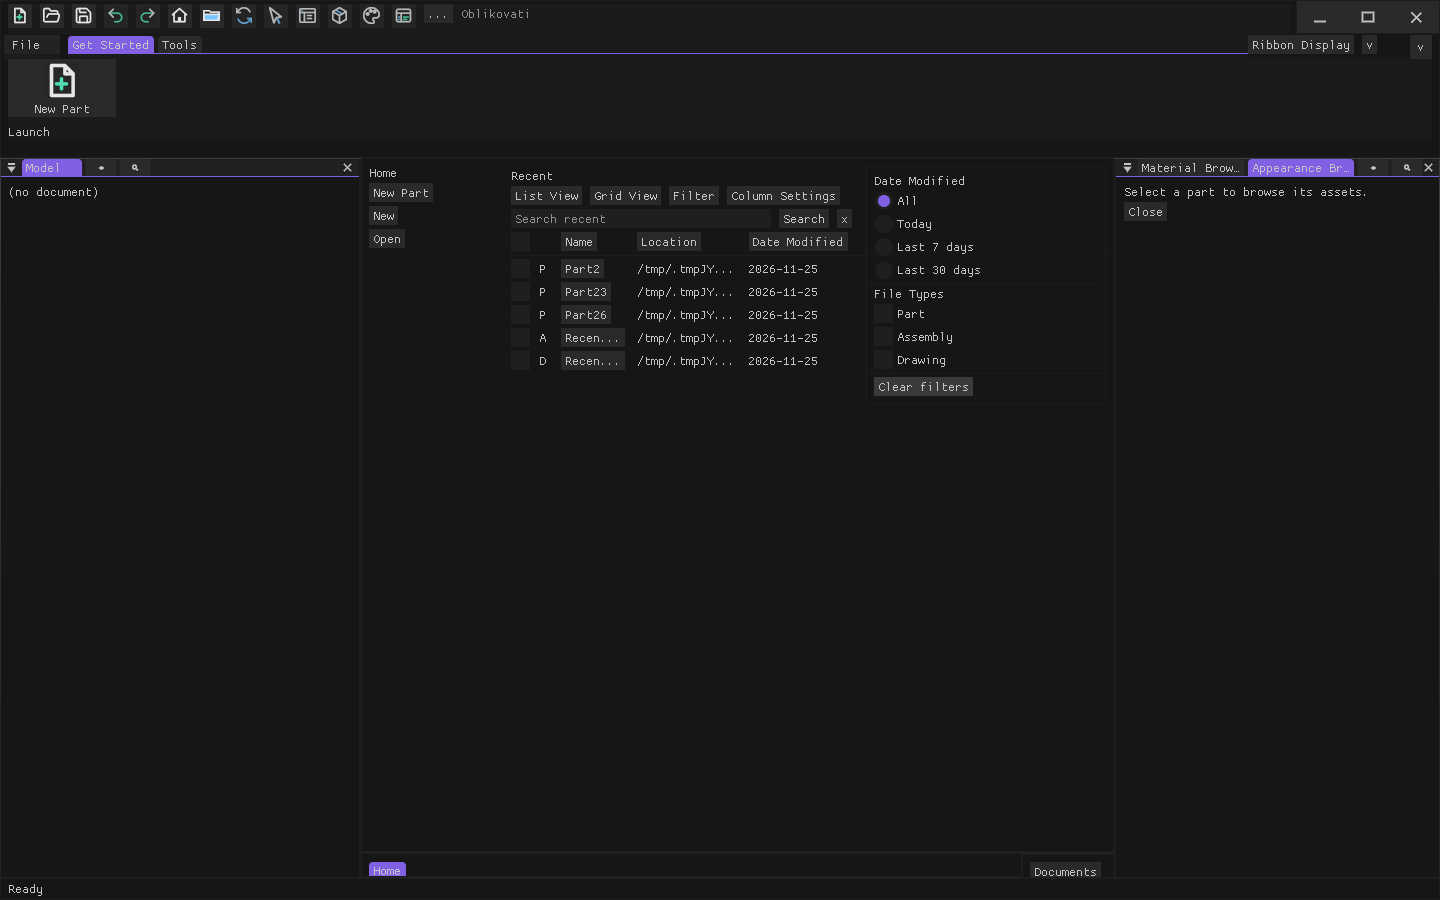 ... Oblikovati
File Get Started Tools Ribbon Display v v
New Part
Launch
Model
(no document)
Home
New Part
New
Open
Recent
List View Grid View Filter Column Settings
Search recent Search x
Name Location Date Modified
P Part2 /tmp/.tmpJY... 2026-11-25
P Part23 /tmp/.tmpJY... 2026-11-25
P Part26 /tmp/.tmpJY... 2026-11-25
A Recen... /tmp/.tmpJY... 2026-11-25
D Recen... /tmp/.tmpJY... 2026-11-25
Date Modified
All
Today
Last 7 days
Last 30 days
File Types
Part
Assembly
Drawing
Clear filters
Material Brow… Appearance Br…
Select a part to browse its assets.
Close
Home Documents
Ready